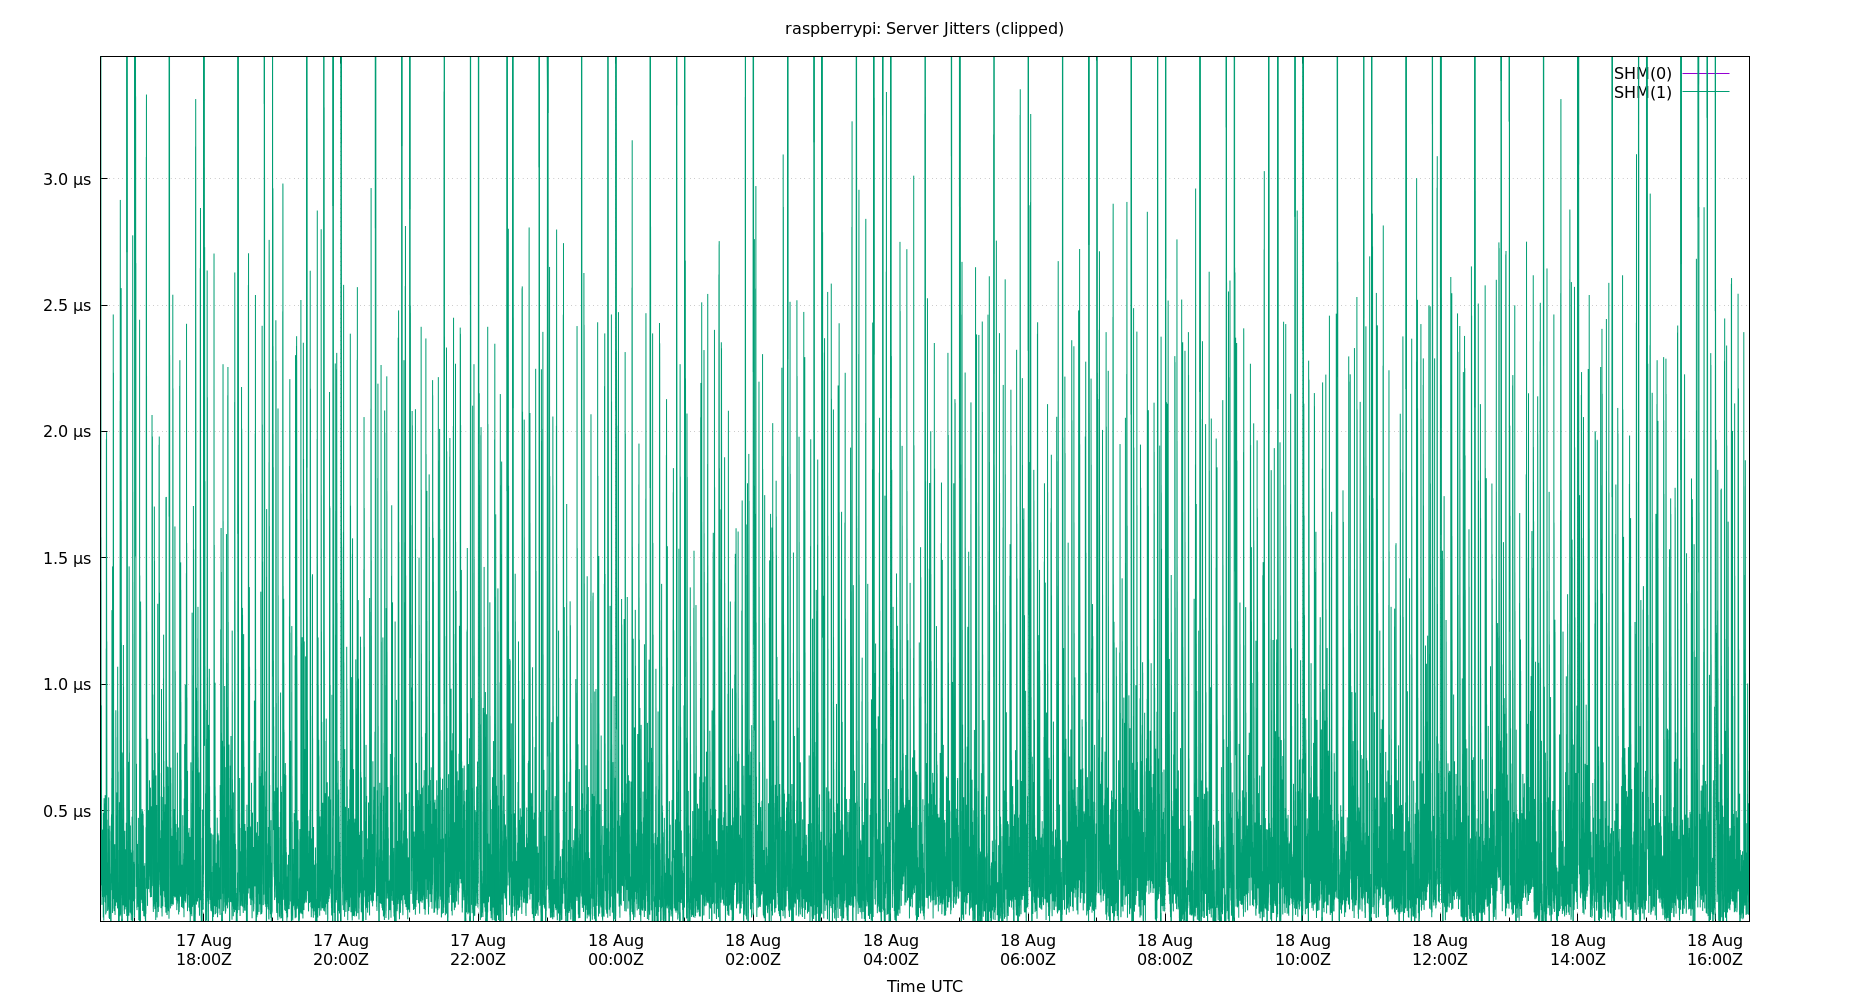 raspberrypi: Server Jitters (clipped)
SHM(0)
SHM(1)
3.0 µs
2.5 µs
2.0 µs
1.5 µs
1.0 µs
0.5 µs
17 Aug 17 Aug 17 Aug 18 Aug 18 Aug 18 Aug 18 Aug 18 Aug 18 Aug 18 Aug 18 Aug 18 Aug
18:00Z 20:00Z 22:00Z 00:00Z 02:00Z 04:00Z 06:00Z 08:00Z 10:00Z 12:00Z 14:00Z 16:00Z
Time UTC